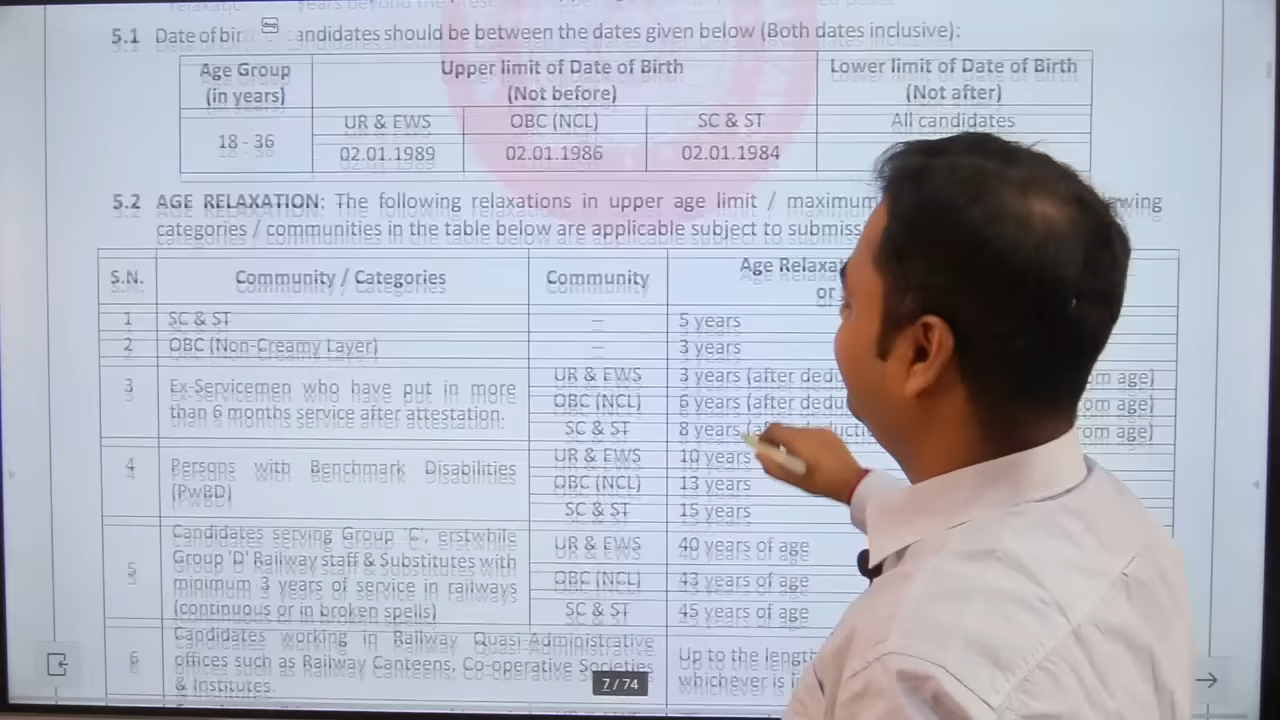 5.1 Date of bir andidates should be between the dates given below (Both dates inclusive):
Age Group (in years) Upper limit of Date of Birth (Not before) Lower limit of Date of Birth (Not after)
18 - 36 UR & EWS OBC (NCL) SC & ST All candidates
02.01.1989 02.01.1986 02.01.1984
5.2 AGE RELAXATION: The following relaxations in upper age limit / maximum wing
categories / communities in the table below are applicable subject to submiss
S.N. Community / Categories Community Age Relaxat
or
1 SC & ST – 5 years
2 OBC (Non-Creamy Layer) – 3 years
3 Ex-Servicemen who have put in more
than 6 months service after attestation.
UR & EWS 3 years (after dedu om age)
OBC (NCL) 6 years (after dedu om age)
SC & ST 8 years (after deducti rom age)
4 Persons with Benchmark Disabilities
(PwBD)
UR & EWS 10 years
OBC (NCL) 13 years
SC & ST 15 years
5 Candidates serving Group 'C', erstwhile
Group 'D' Railway staff & Substitutes with
minimum 3 years of service in railways
(continuous or in broken spells)
UR & EWS 40 years of age
OBC (NCL) 43 years of age
SC & ST 45 years of age
6 Candidates working in Railway Quasi-Administrative
offices such as Railway Canteens, Co-operative Societies
& Institutes.
Up to the length
whichever is l
7 / 74
UR & EWS